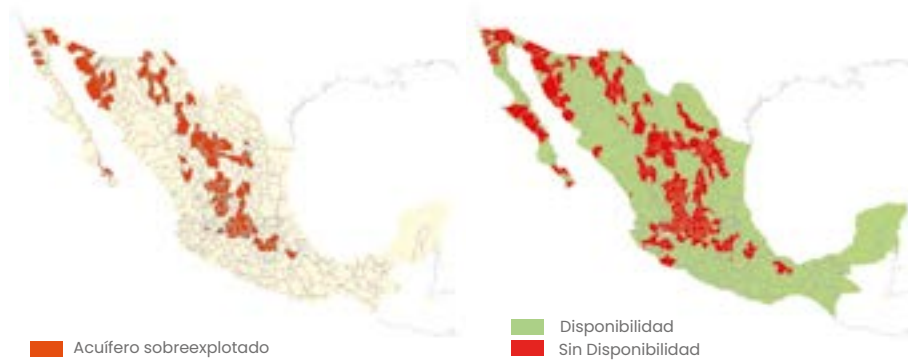 Acuífero sobreexplotado
Disponibilidad
Sin Disponibilidad